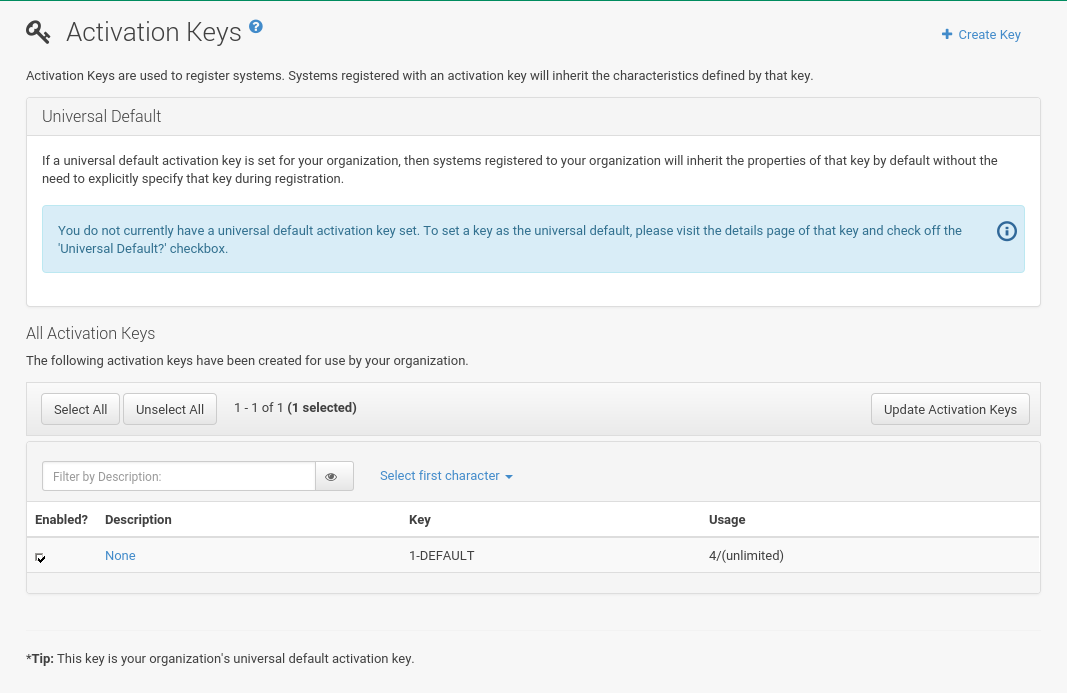 Activation Keys ?
+ Create Key
Activation Keys are used to register systems. Systems registered with an activation key will inherit the characteristics defined by that key.
Universal Default
If a universal default activation key is set for your organization, then systems registered to your organization will inherit the properties of that key by default without the
need to explicitly specify that key during registration.
You do not currently have a universal default activation key set. To set a key as the universal default, please visit the details page of that key and check off the
'Universal Default?' checkbox.
All Activation Keys
The following activation keys have been created for use by your organization.
Select All Unselect All 1 - 1 of 1 (1 selected) Update Activation Keys
Filter by Description: Select first character
Enabled? Description Key Usage
None 1-DEFAULT 4/(unlimited)
*Tip: This key is your organization's universal default activation key.